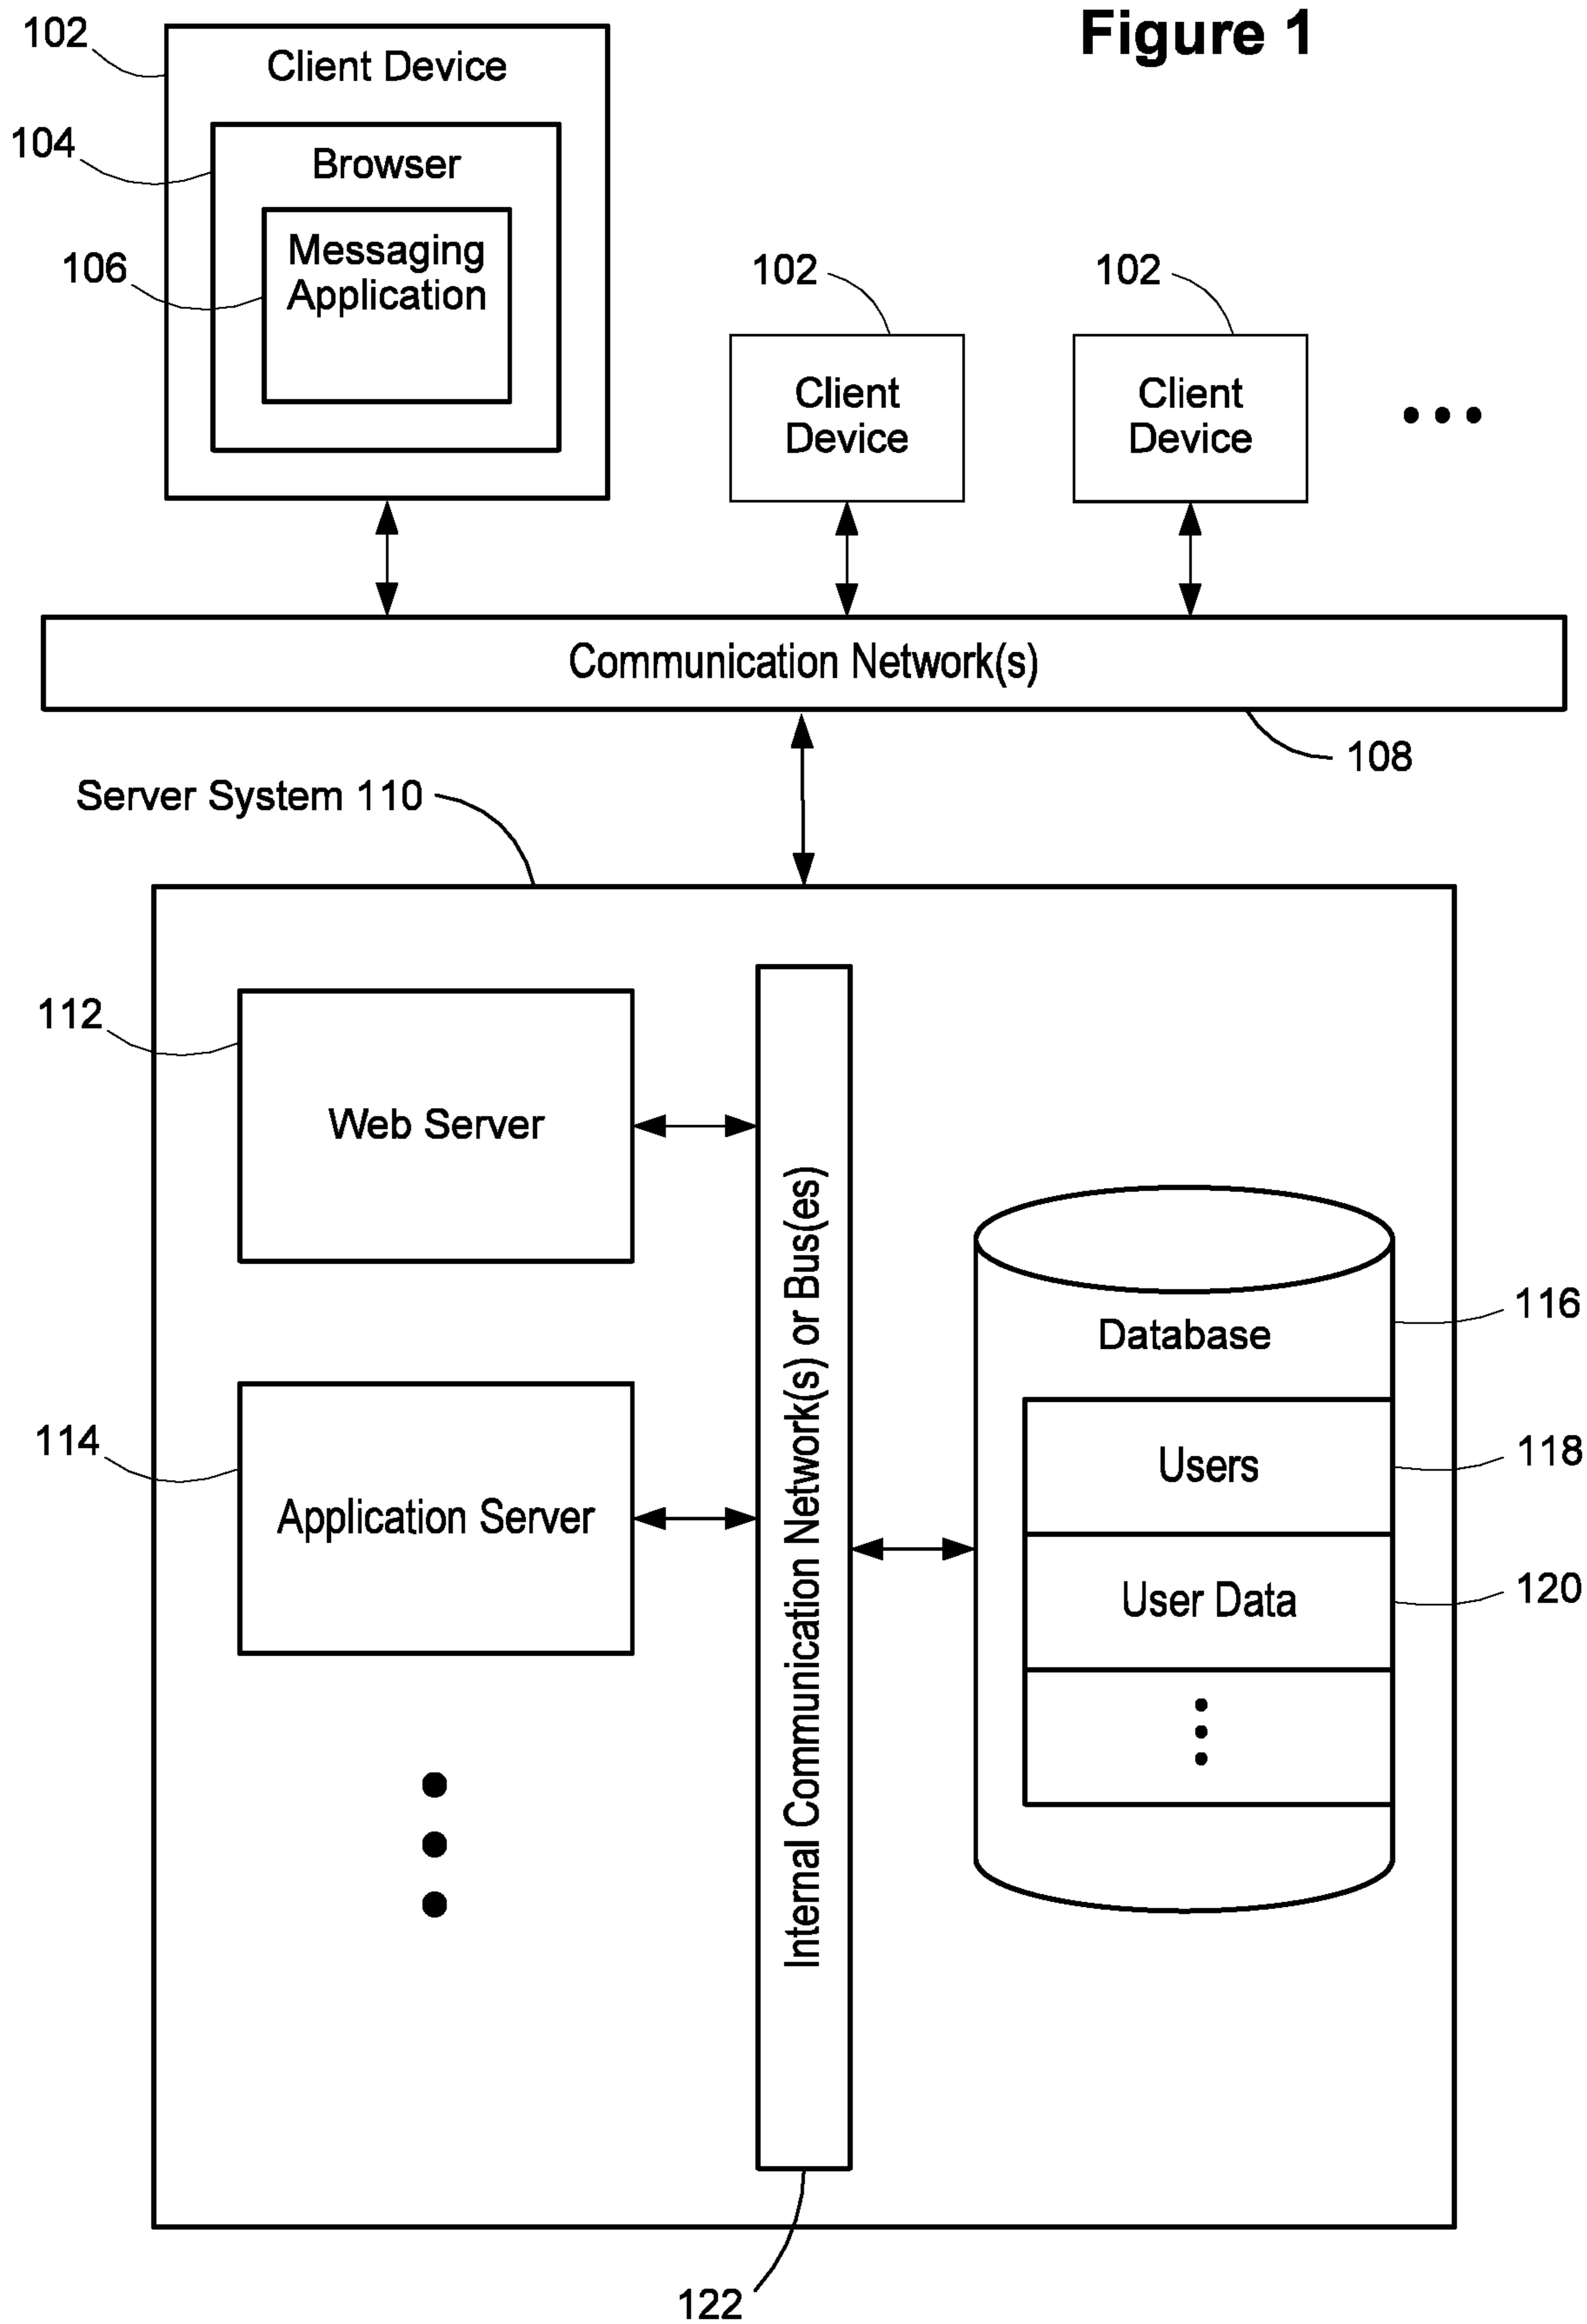 Figure 1
102
Client Device
104
Browser
106
Messaging
Application
102
Client
Device
102
Client
Device
Communication Network(s)
108
Server System 110
112
Web Server
114
Application Server
Internal Communication Network(s) or Bus(es)
Database
116
Users
118
User Data
120
122